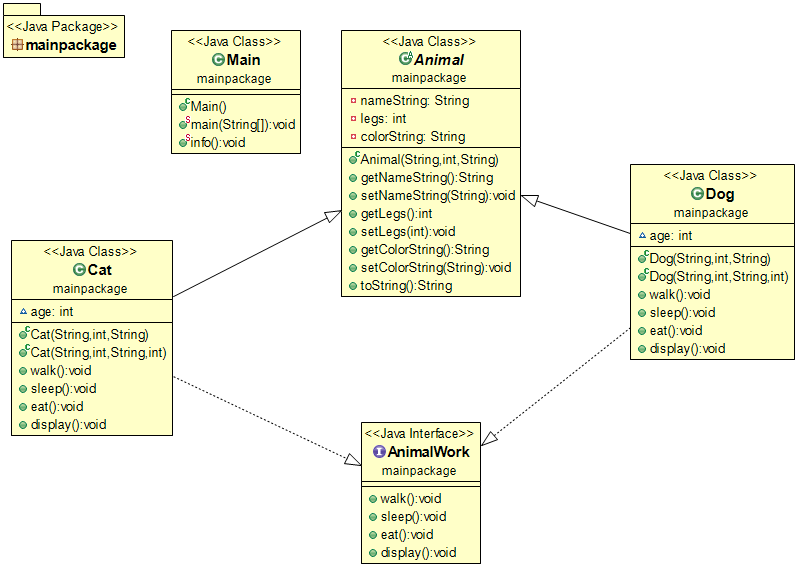 <<Java Package>>
mainpackage
<<Java Class>>
Main
mainpackage
Main()
main(String[]):void
info():void
<<Java Class>>
Animal
mainpackage
nameString: String
legs: int
colorString: String
Animal(String,int,String)
getNameString():String
setNameString(String):void
getLegs():int
setLegs(int):void
getColorString():String
setColorString(String):void
toString():String
<<Java Class>>
Dog
mainpackage
age: int
Dog(String,int,String)
Dog(String,int,String,int)
walk():void
sleep():void
eat():void
display():void
<<Java Class>>
Cat
mainpackage
age: int
Cat(String,int,String)
Cat(String,int,String,int)
walk():void
sleep():void
eat():void
display():void
<<Java Interface>>
AnimalWork
mainpackage
walk():void
sleep():void
eat():void
display():void